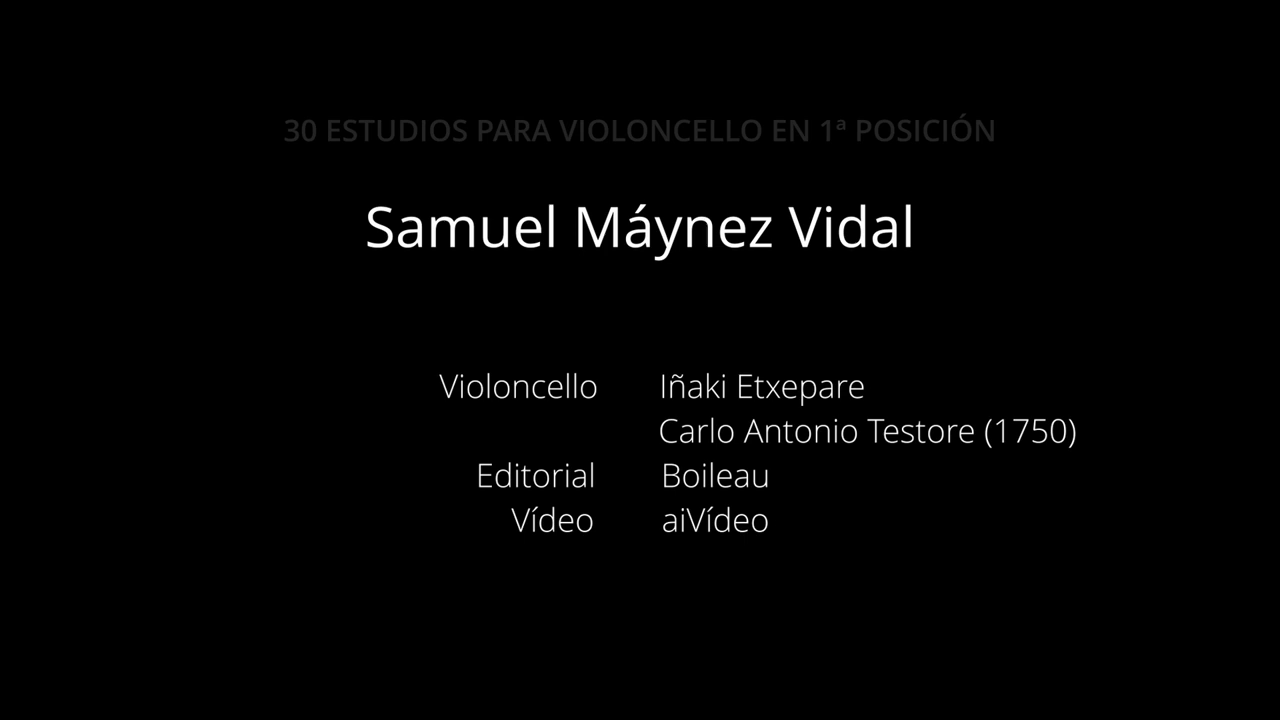 30 ESTUDIOS PARA VIOLONCELLO EN 1ª POSICIÓN
Samuel Máynez Vidal
Violoncello Iñaki Etxepare
Carlo Antonio Testore (1750)
Editorial Boileau
Vídeo aiVídeo